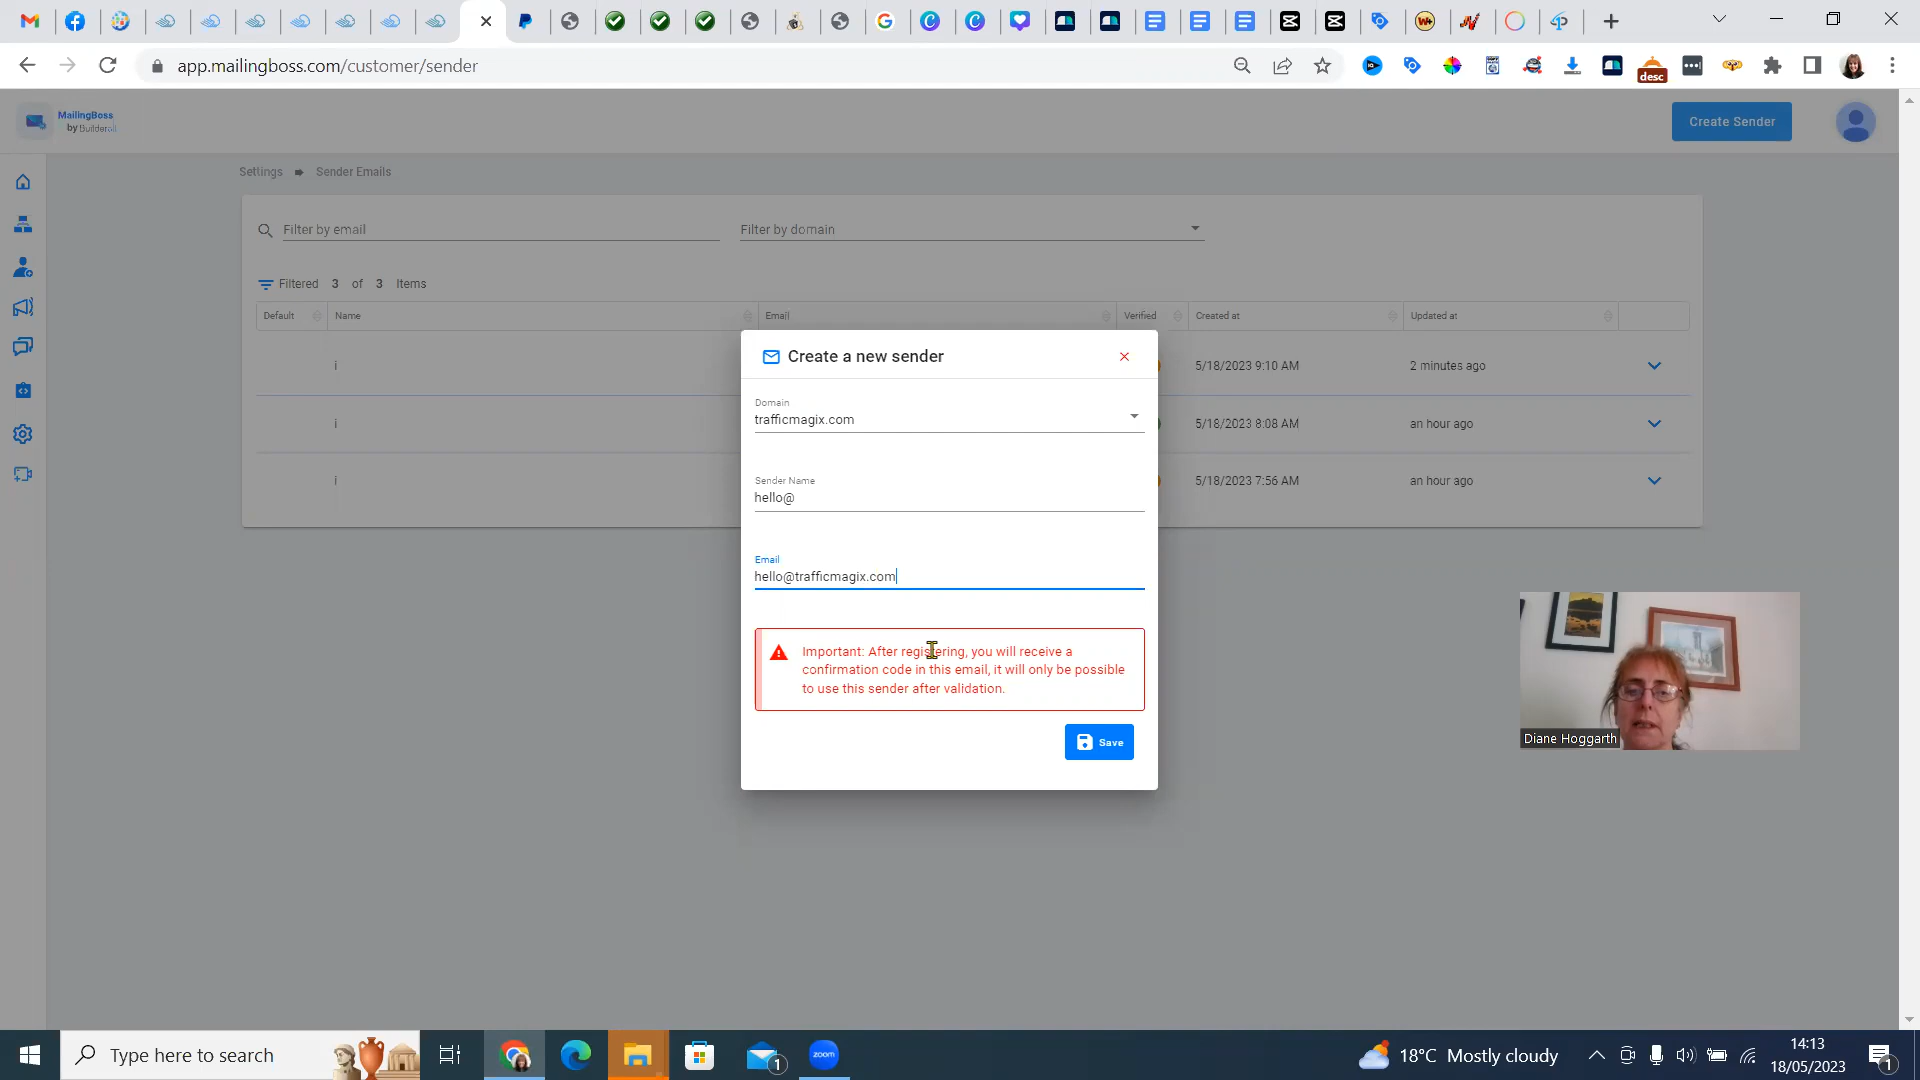 app.mailingboss.com/customer/sender
desc
MailingBoss
by Builderall
Create Sender
Settings Sender Emails
Filter by email
Filter by domain
Filtered 3 of 3 Items
Default Name Email Verified Created at Updated at
i 5/18/2023 9:10 AM 2 minutes ago
i 5/18/2023 8:08 AM an hour ago
i 5/18/2023 7:56 AM an hour ago
Create a new sender
Domain
trafficmagix.com
Sender Name
hello@
Email
hello@trafficmagix.com
Important: After registering, you will receive a
confirmation code in this email, it will only be possible
to use this sender after validation.
Save
Diane Hoggarth
Type here to search
1
zoom
18°C Mostly cloudy
14:13
18/05/2023
1